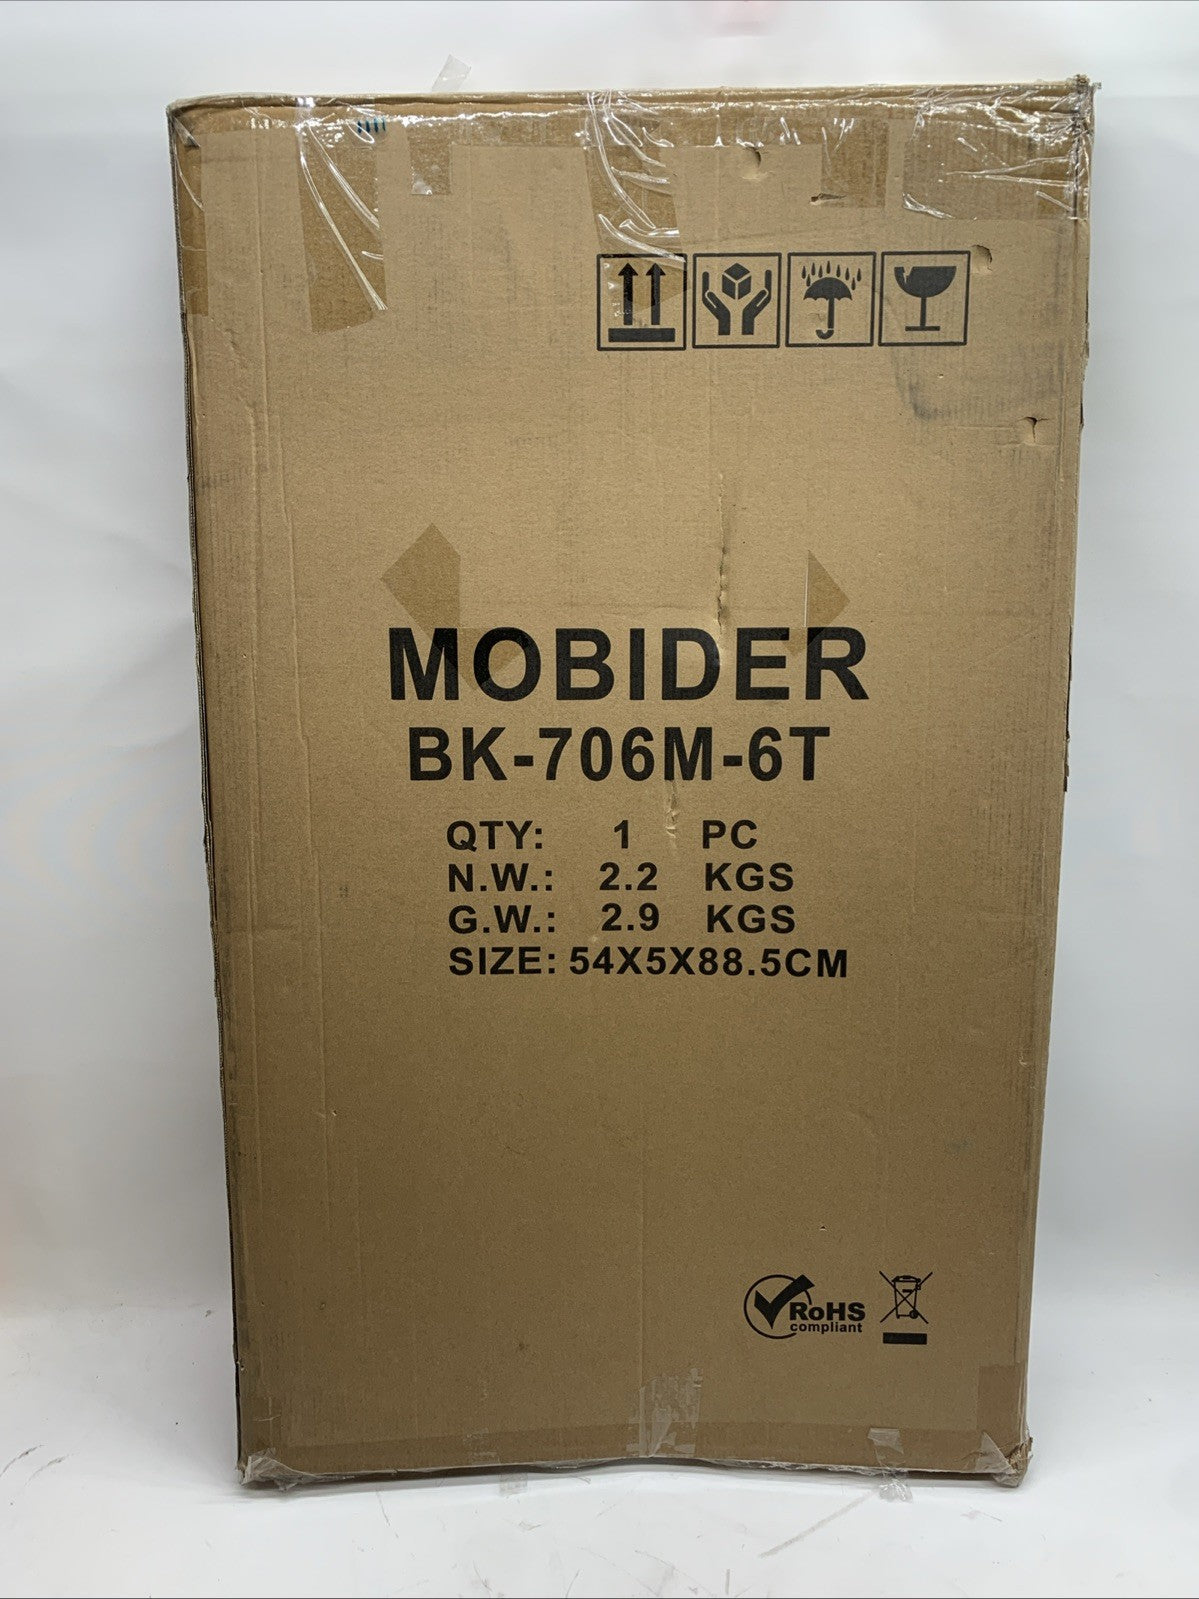 MOBIDER
BK-706M-6T
QTY: 1 PC
N.W.: 2.2 KGS
G.W.: 2.9 KGS
SIZE: 54X5X88.5CM
RoHS
compliant